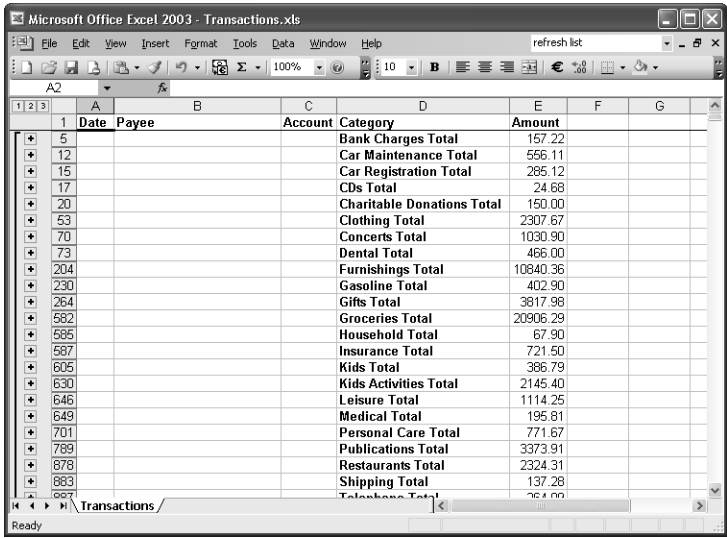 Microsoft Office Excel 2003 - Transactions.xls
File Edit View Insert Format Tools Data Window Help refresh list
Σ 100% 10 B €
A2 fx
1 2 3 A B C D E F G
1 Date Payee Account Category Amount
5 Bank Charges Total 157.22
12 Car Maintenance Total 556.11
15 Car Registration Total 285.12
17 CDs Total 24.68
20 Charitable Donations Total 150.00
53 Clothing Total 2307.67
70 Concerts Total 1030.90
73 Dental Total 466.00
204 Furnishings Total 10840.36
230 Gasoline Total 402.90
264 Gifts Total 3817.98
582 Groceries Total 20906.29
585 Household Total 67.90
587 Insurance Total 721.50
605 Kids Total 386.79
630 Kids Activities Total 2145.40
646 Leisure Total 1114.25
649 Medical Total 195.81
701 Personal Care Total 771.67
789 Publications Total 3373.91
878 Restaurants Total 2324.31
883 Shipping Total 137.28
Telephone Total
Transactions
Ready